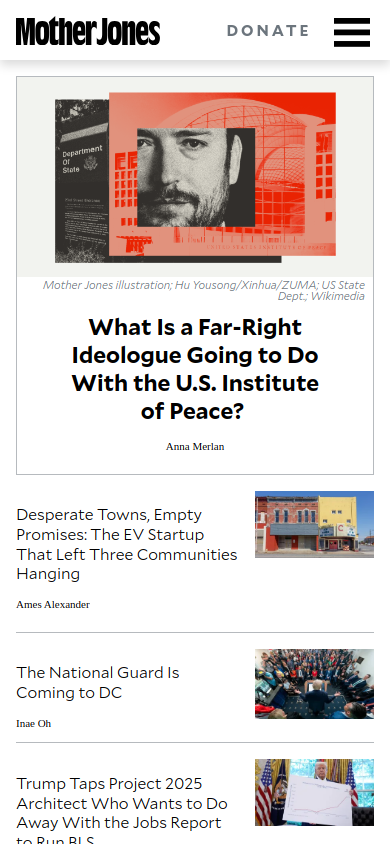 Mother Jones
DONATE
Department
Of
State
Mother Jones illustration; Hu Yousong/Xinhua/ZUMA; US State
Dept.; Wikimedia
What Is a Far-Right
Ideologue Going to Do
With the U.S. Institute
of Peace?
Anna Merlan
Desperate Towns, Empty
Promises: The EV Startup
That Left Three Communities
Hanging
Ames Alexander
The National Guard Is
Coming to DC
Inae Oh
Trump Taps Project 2025
Architect Who Wants to Do
Away With the Jobs Report
to Run BLS